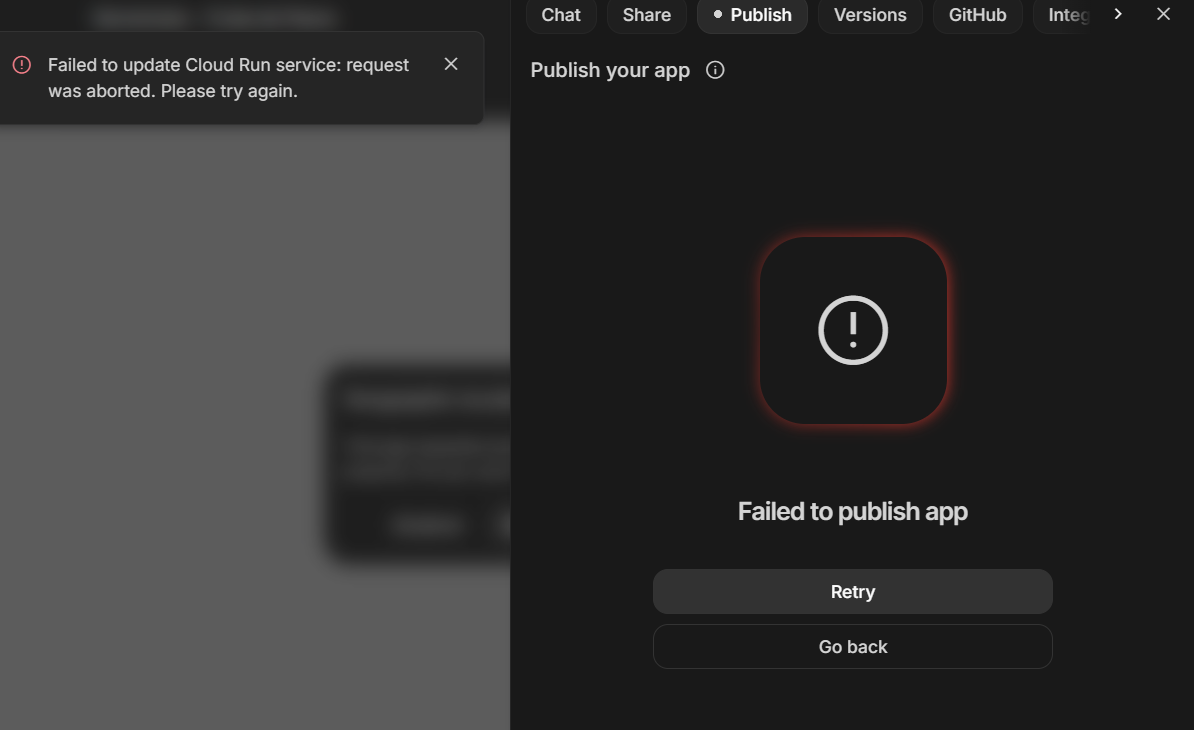 Chat
Share
Publish
Versions
GitHub
Integ
Failed to update Cloud Run service: request
was aborted. Please try again.
Publish your app
Failed to publish app
Retry
Go back